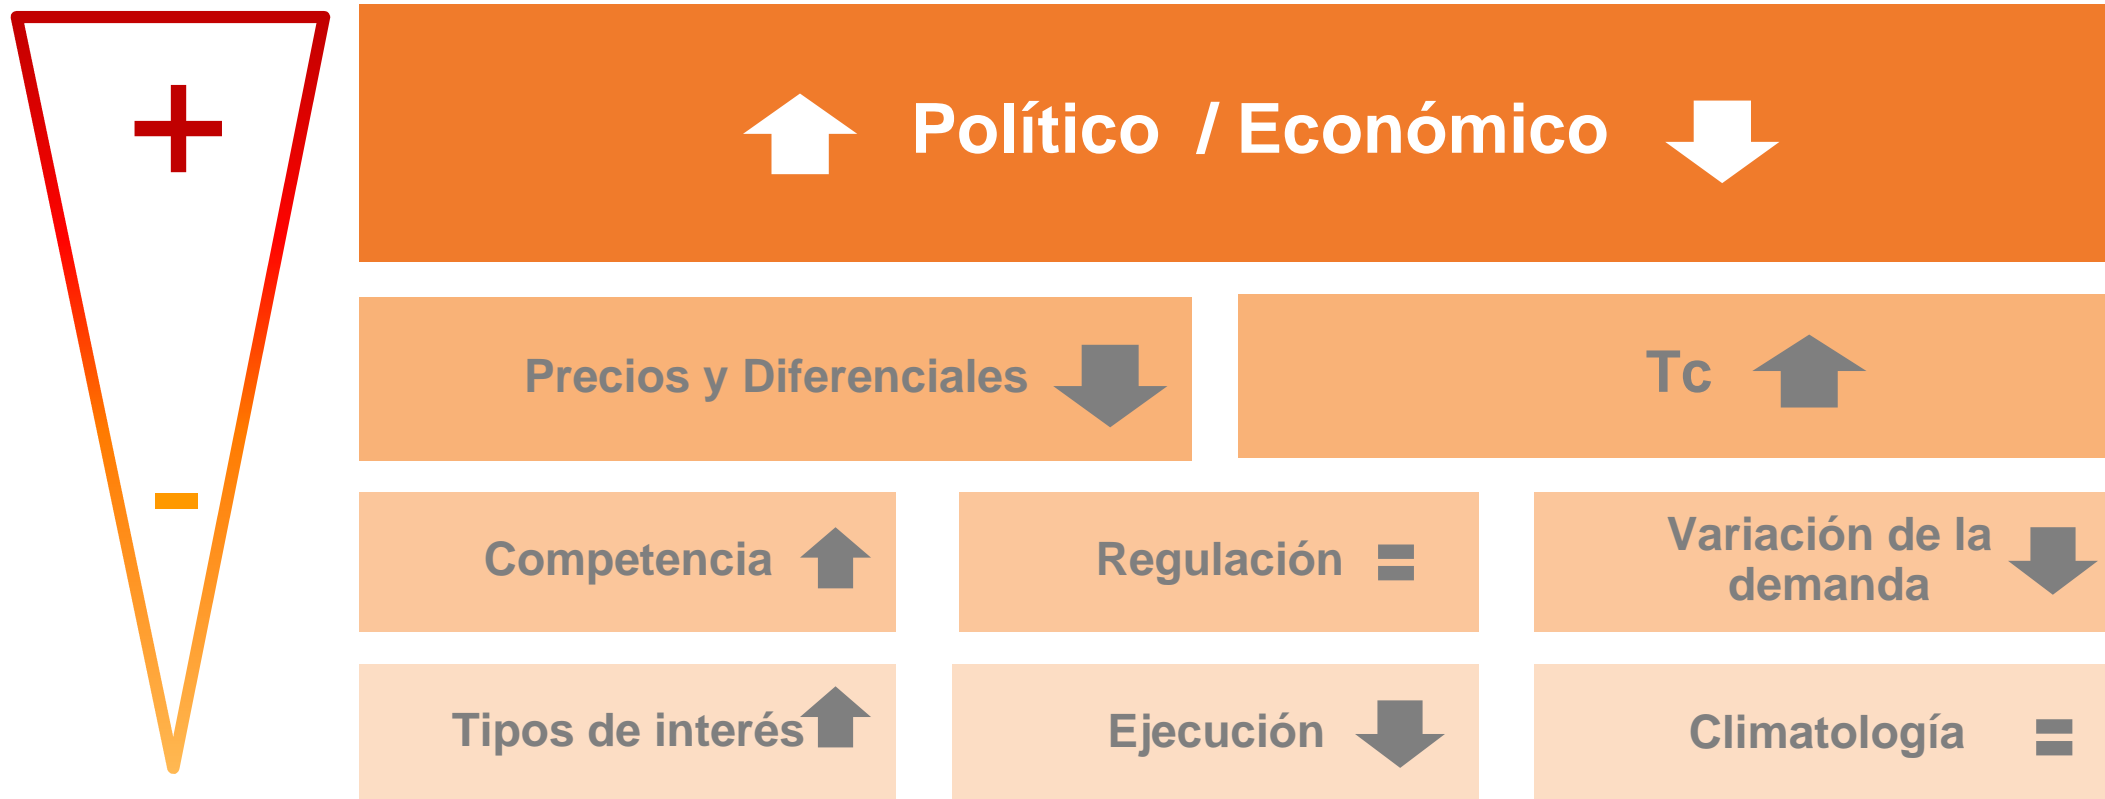 +
Político / Económico
Precios y Diferenciales
Tc
-
Competencia
Regulación =
Variación de la
demanda
Tipos de interés
Ejecución
Climatología =